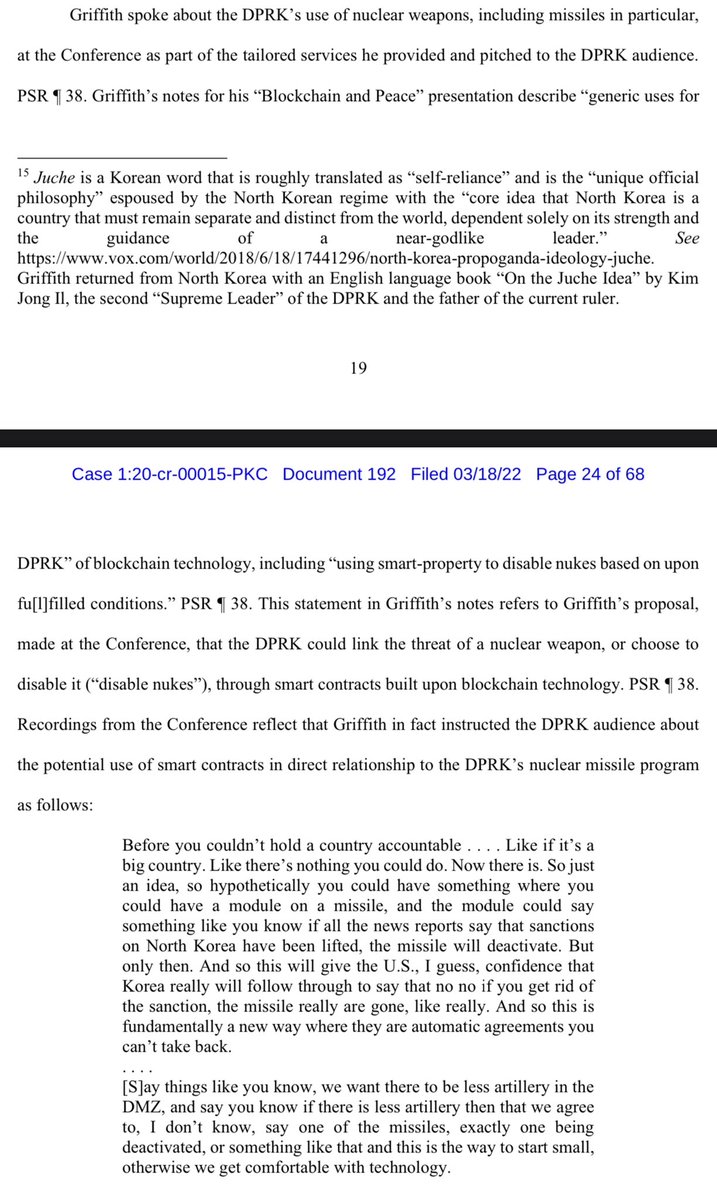 Griffith spoke about the DPRK’s use of nuclear weapons, including missiles in particular,
at the Conference as part of the tailored services he provided and pitched to the DPRK audience.
PSR ¶ 38. Griffith’s notes for his “Blockchain and Peace” presentation describe “generic uses for
15 Juche is a Korean word that is roughly translated as “self-reliance” and is the “unique official
philosophy” espoused by the North Korean regime with the “core idea that North Korea is a
country that must remain separate and distinct from the world, dependent solely on its strength and
the guidance of a near-godlike leader.” See
https://www.vox.com/world/2018/6/18/17441296/north-korea-propoganda-ideology-juche.
Griffith returned from North Korea with an English language book “On the Juche Idea” by Kim
Jong Il, the second “Supreme Leader” of the DPRK and the father of the current ruler.
19
Case 1:20-cr-00015-PKC Document 192 Filed 03/18/22 Page 24 of 68
DPRK” of blockchain technology, including “using smart-property to disable nukes based on upon
fu[l]filled conditions.” PSR ¶ 38. This statement in Griffith’s notes refers to Griffith’s proposal,
made at the Conference, that the DPRK could link the threat of a nuclear weapon, or choose to
disable it (“disable nukes”), through smart contracts built upon blockchain technology. PSR ¶ 38.
Recordings from the Conference reflect that Griffith in fact instructed the DPRK audience about
the potential use of smart contracts in direct relationship to the DPRK’s nuclear missile program
as follows:
Before you couldn’t hold a country accountable . . . . Like if it’s a
big country. Like there’s nothing you could do. Now there is. So just
an idea, so hypothetically you could have something where you
could have a module on a missile, and the module could say
something like you know if all the news reports say that sanctions
on North Korea have been lifted, the missile will deactivate. But
only then. And so this will give the U.S., I guess, confidence that
Korea really will follow through to say that no no if you get rid of
the sanction, the missile really are gone, like really. And so this is
fundamentally a new way where they are automatic agreements you
can’t take back.
. . . .
[S]ay things like you know, we want there to be less artillery in the
DMZ, and say you know if there is less artillery then that we agree
to, I don’t know, say one of the missiles, exactly one being
deactivated, or something like that and this is the way to start small,
otherwise we get comfortable with technology.